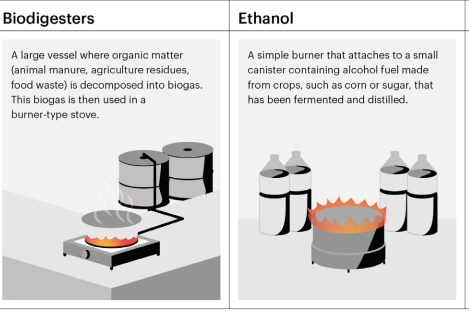 Biodigesters
A large vessel where organic matter
(animal manure, agriculture residues,
food waste) is decomposed into biogas.
This biogas is then used in a
burner-type stove.
Ethanol
A simple burner that attaches to a small
canister containing alcohol fuel made
from crops, such as corn or sugar, that
has been fermented and distilled.